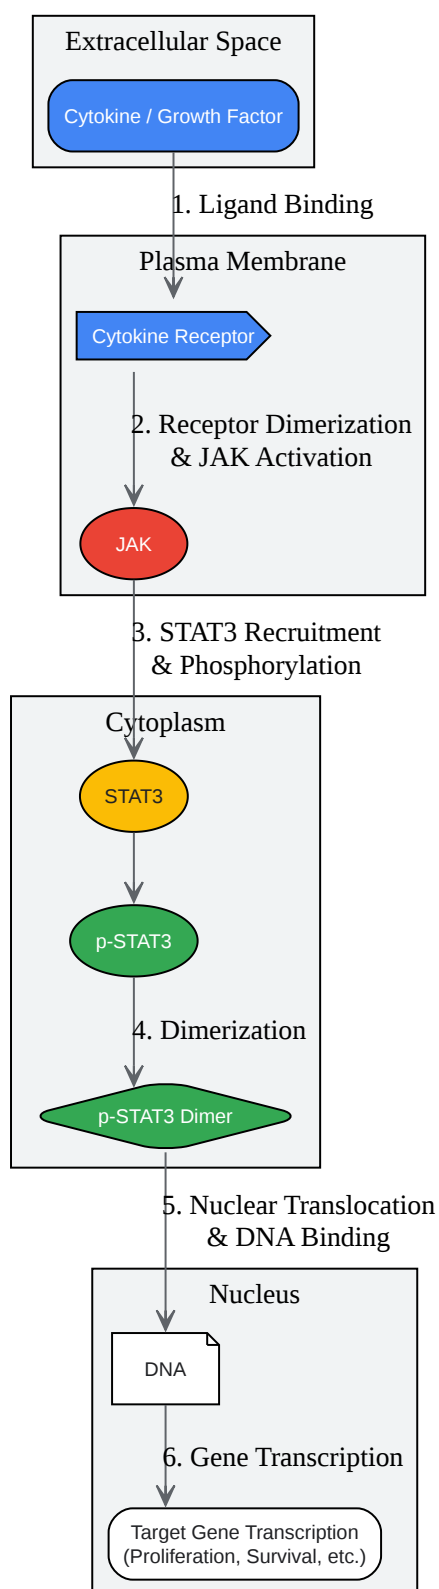 Extracellular Space
Cytokine / Growth Factor
1. Ligand Binding
Plasma Membrane
Cytokine Receptor
2. Receptor Dimerization
& JAK Activation
JAK
3. STAT3 Recruitment
& Phosphorylation
Cytoplasm
STAT3
p-STAT3
4. Dimerization
p-STAT3 Dimer
5. Nuclear Translocation
& DNA Binding
Nucleus
DNA
6. Gene Transcription
Target Gene Transcription
(Proliferation, Survival, etc.)